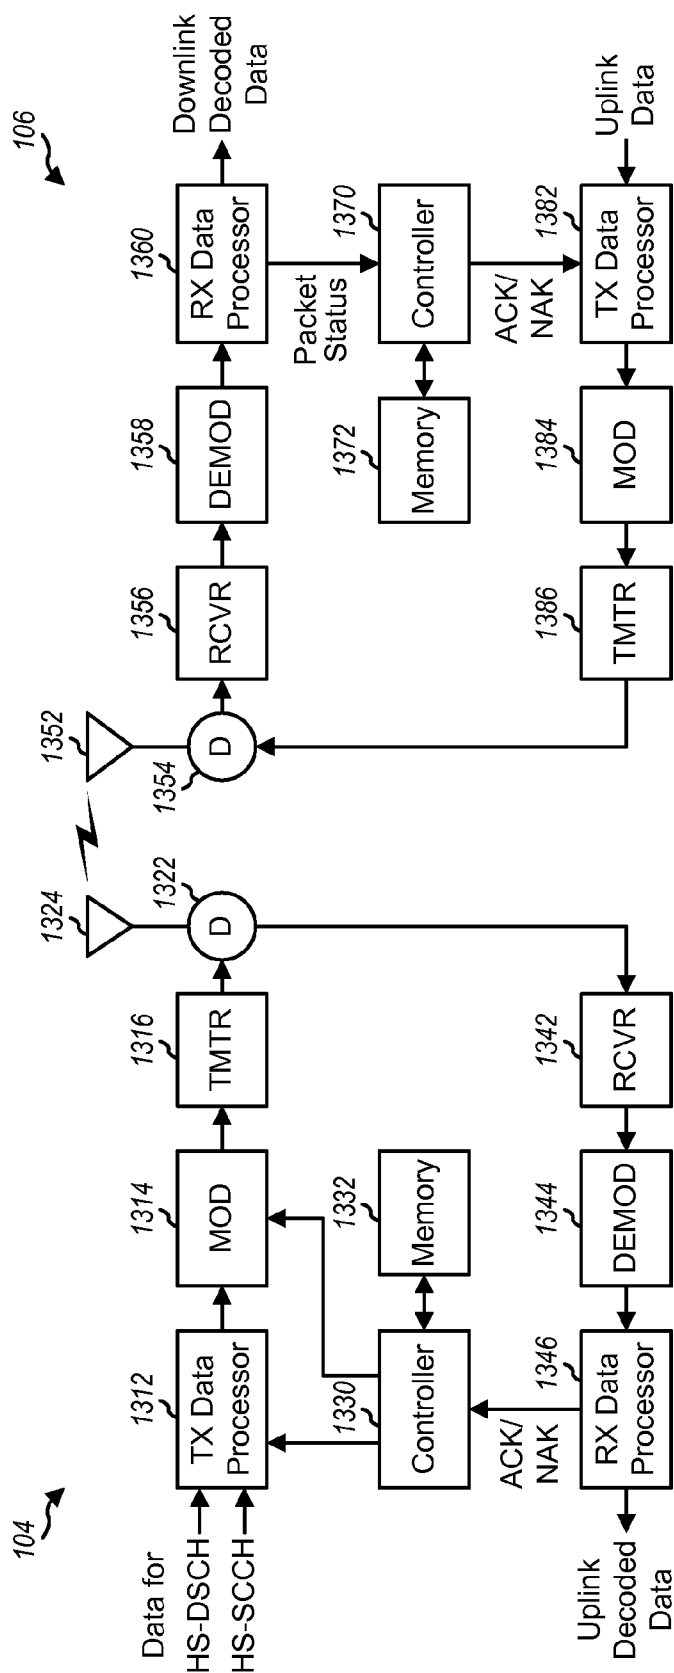 104
106
1324
1352
Data for
HS-DSCH
HS-SCCH
1312
TX Data
Processor
1314
MOD
1316
TMTR
1322
D
1354
D
1356
RCVR
1358
DEMOD
1360
RX Data
Processor
Downlink
Decoded
Data
1330
Controller
1332
Memory
1372
Memory
Packet
Status
1370
Controller
ACK/
NAK
ACK/
NAK
Uplink
Decoded
Data
1346
RX Data
Processor
1344
DEMOD
1342
RCVR
1386
TMTR
1384
MOD
1382
TX Data
Processor
Uplink
Data